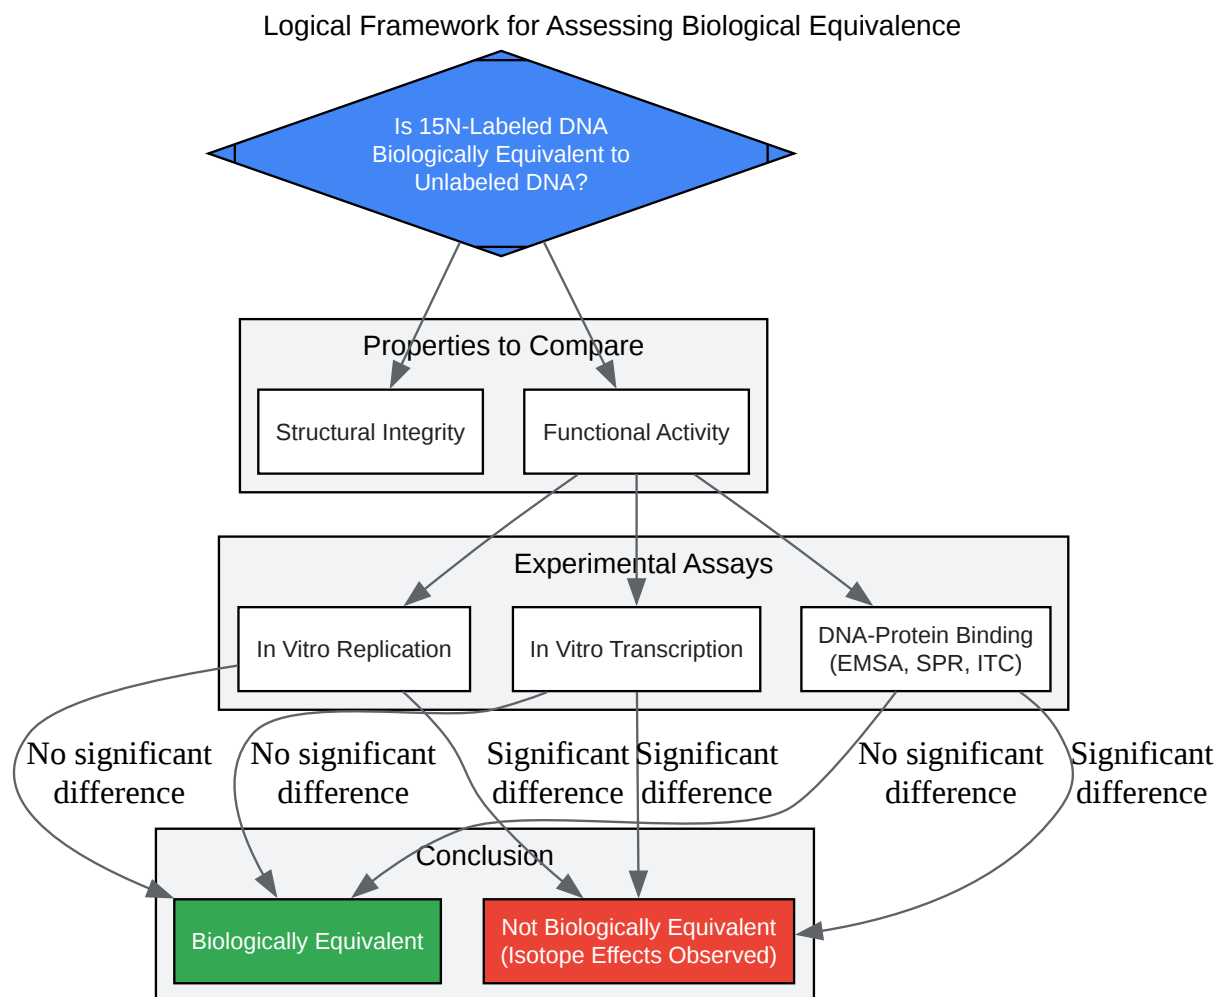 Logical Framework for Assessing Biological Equivalence
Is 15N-Labeled DNA
Biologically Equivalent to
Unlabeled DNA?
Properties to Compare
Structural Integrity
Functional Activity
Experimental Assays
In Vitro Replication
In Vitro Transcription
DNA-Protein Binding
(EMSA, SPR, ITC)
No significant
difference
No significant
difference
Significant
difference
Significant
difference
No significant
difference
Significant
difference
Conclusion
Biologically Equivalent
Not Biologically Equivalent
(Isotope Effects Observed)